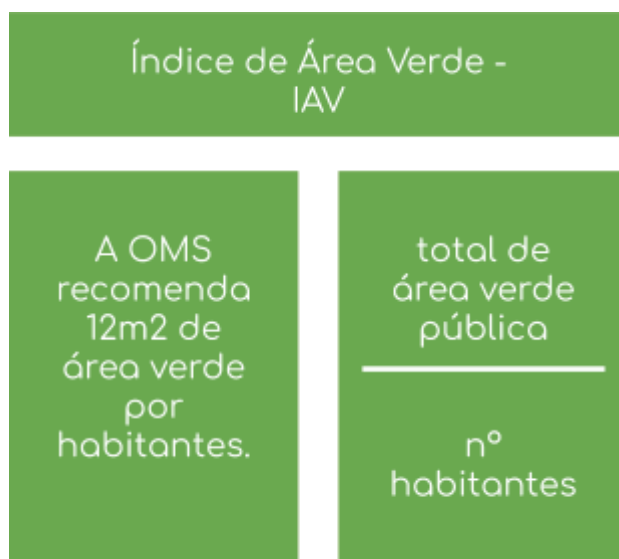 Índice de Área Verde -
IAV
A OMS
recomenda
12m2 de
área verde
por
habitantes.
total de
área verde
pública
nº
habitantes